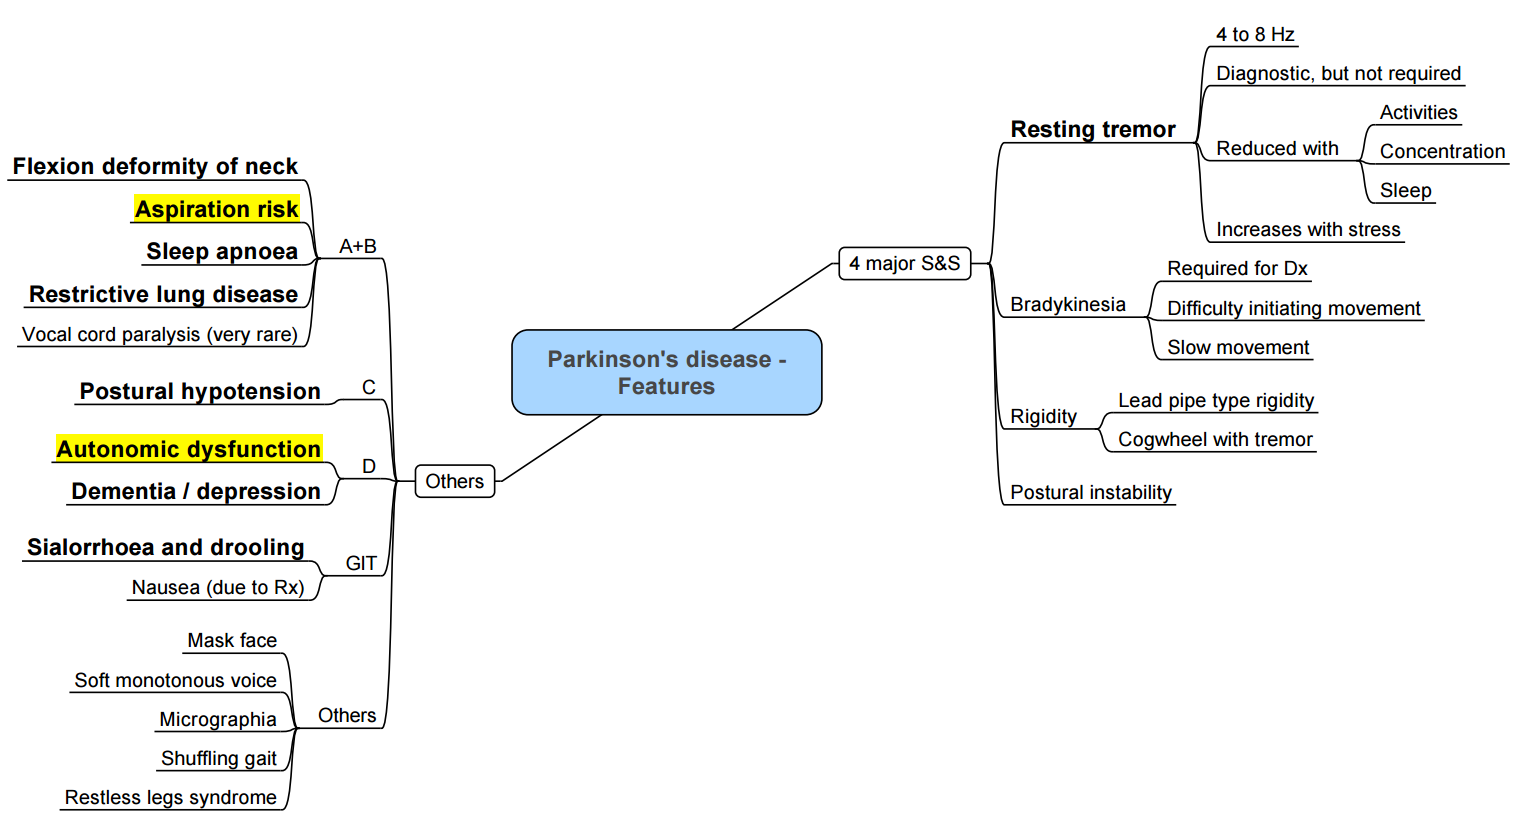 Parkinson's disease -
Features
4 major S&S
Resting tremor
4 to 8 Hz
Diagnostic, but not required
Reduced with
Activities
Concentration
Sleep
Increases with stress
Bradykinesia
Required for Dx
Difficulty initiating movement
Slow movement
Rigidity
Lead pipe type rigidity
Cogwheel with tremor
Postural instability
Others
A+B
Flexion deformity of neck
Aspiration risk
Sleep apnoea
Restrictive lung disease
Vocal cord paralysis (very rare)
C
Postural hypotension
D
Autonomic dysfunction
Dementia / depression
GIT
Sialorrhoea and drooling
Nausea (due to Rx)
Others
Mask face
Soft monotonous voice
Micrographia
Shuffling gait
Restless legs syndrome